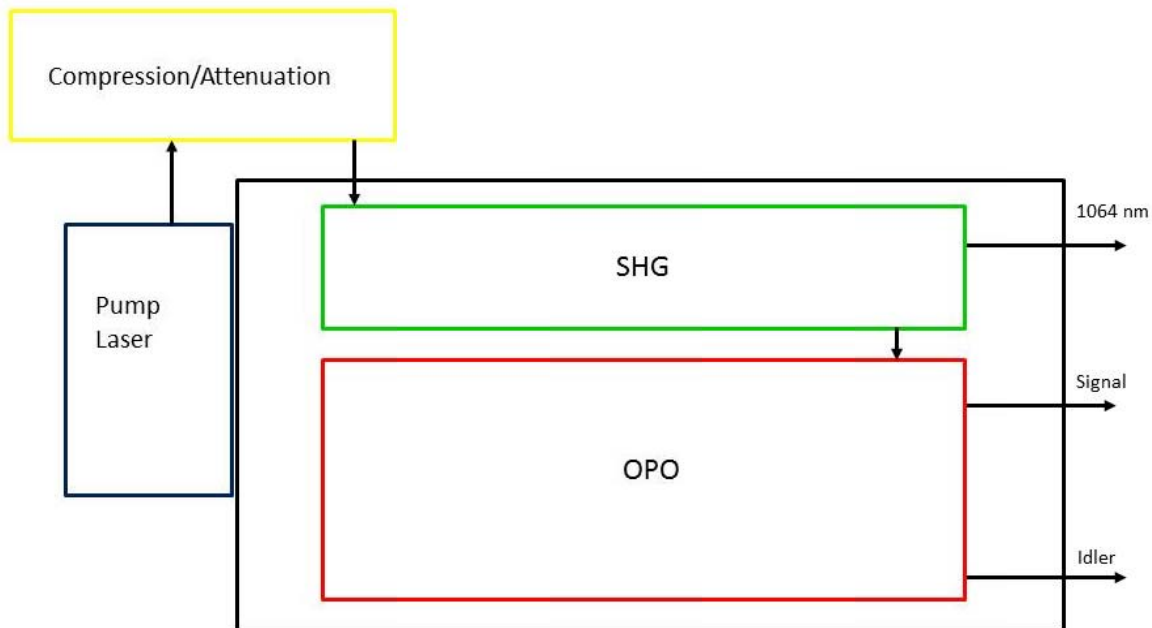 Compression/Attenuation
1064 nm
SHG
Pump
Laser
Signal
OPO
Idler